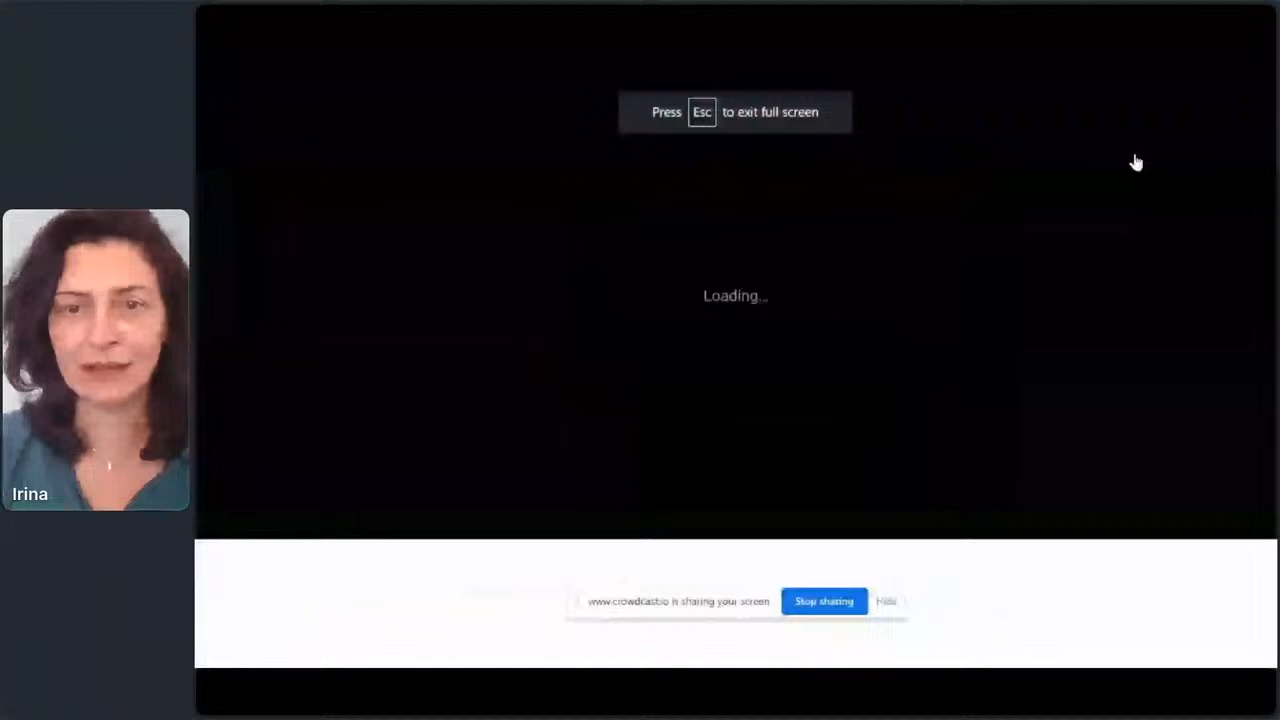 Press Esc to exit full screen
Loading...
Irina
www.crowdcast.io is sharing your screen Stop sharing Hide